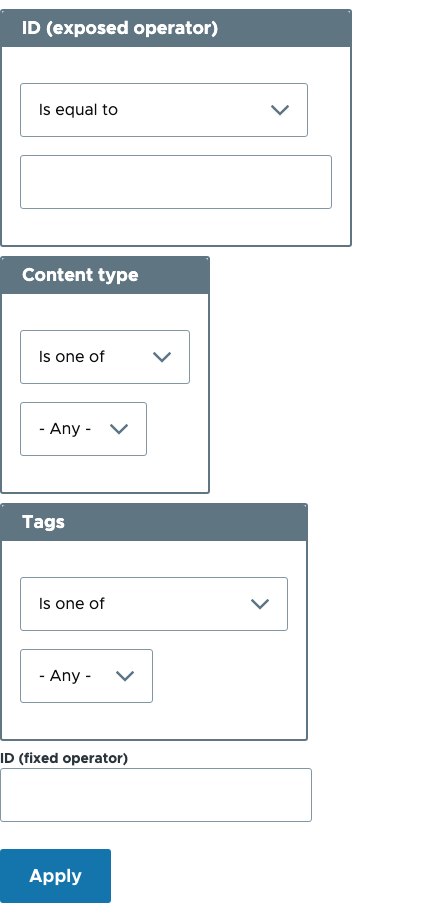 ID (exposed operator)
Is equal to
Content type
Is one of
- Any -
Tags
Is one of
- Any -
ID (fixed operator)
Apply